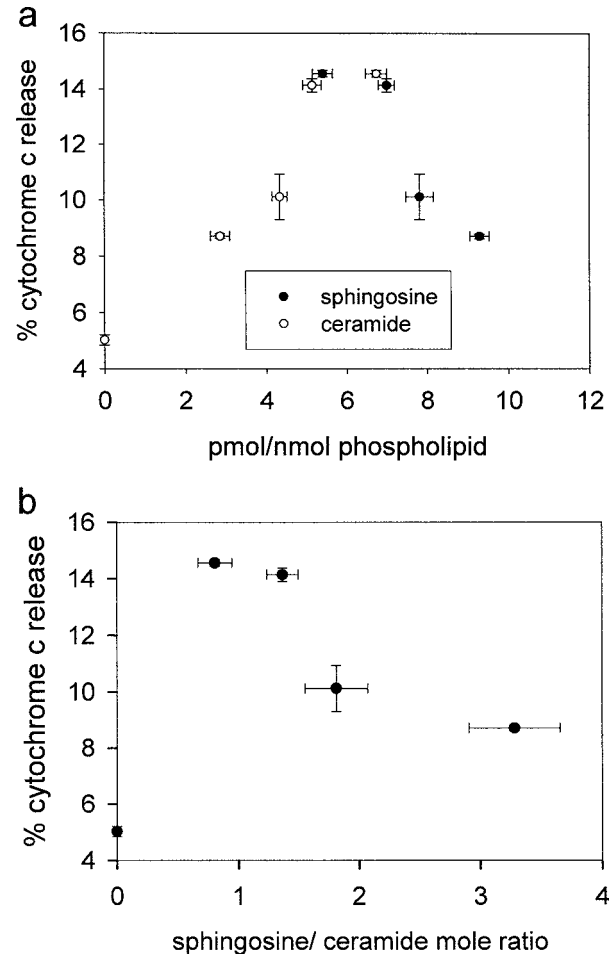 a
% cytochrome c release
16
14
12
10
8
6
4
sphingosine
ceramide
0 2 4 6 8 10 12
pmol/nmol phospholipid
b
% cytochrome c release
16
14
12
10
8
6
4
0 1 2 3 4
sphingosine/ ceramide mole ratio